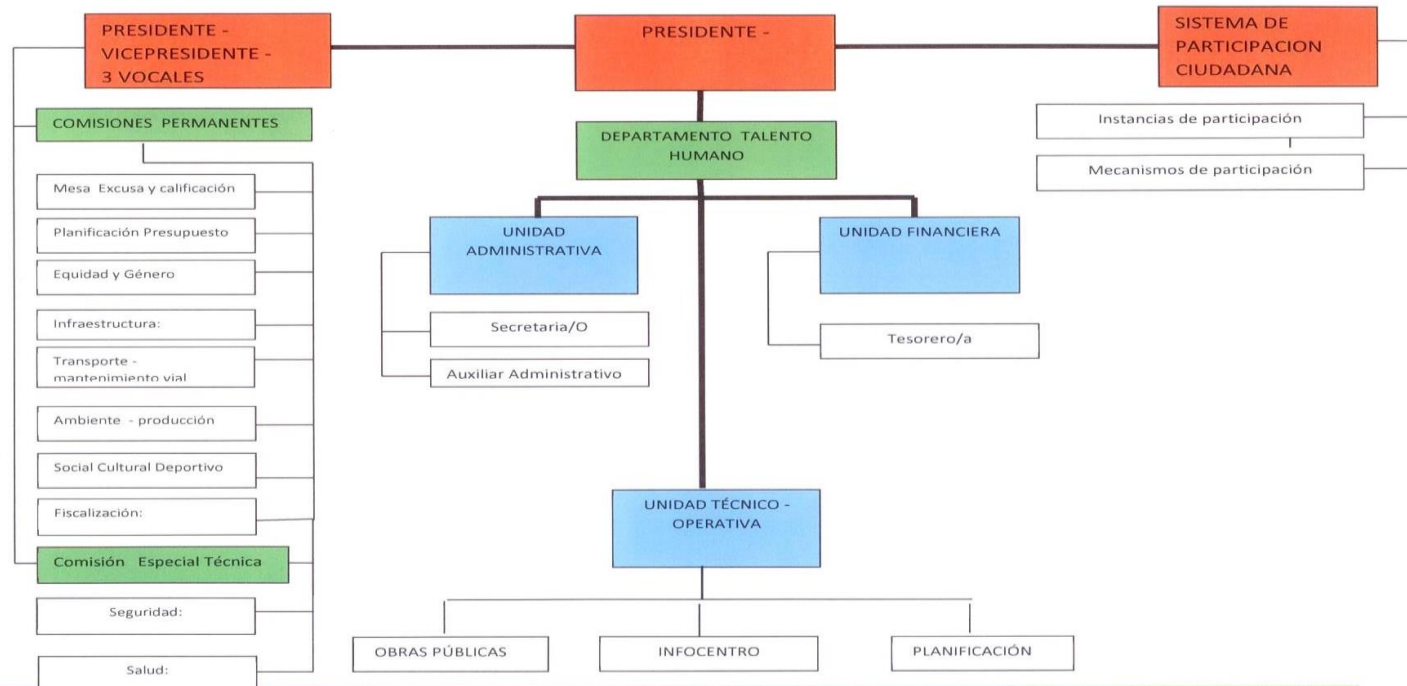 PRESIDENTE -
VICEPRESIDENTE -
3 VOCALES
PRESIDENTE -
SISTEMA DE
PARTICIPACION
CIUDADANA
COMISIONES PERMANENTES
Mesa Excusa y calificación
Planificación Presupuesto
Equidad y Género
Infraestructura:
Transporte -
mantenimiento vial
Ambiente - producción
Social Cultural Deportivo
Fiscalización:
Comisión Especial Técnica
Seguridad:
Salud:
DEPARTAMENTO TALENTO
HUMANO
UNIDAD
ADMINISTRATIVA
Secretaria/O
Auxiliar Administrativo
UNIDAD FINANCIERA
Tesorero/a
UNIDAD TÉCNICO -
OPERATIVA
OBRAS PÚBLICAS
INFOCENTRO
PLANIFICACIÓN
Instancias de participación
Mecanismos de participación